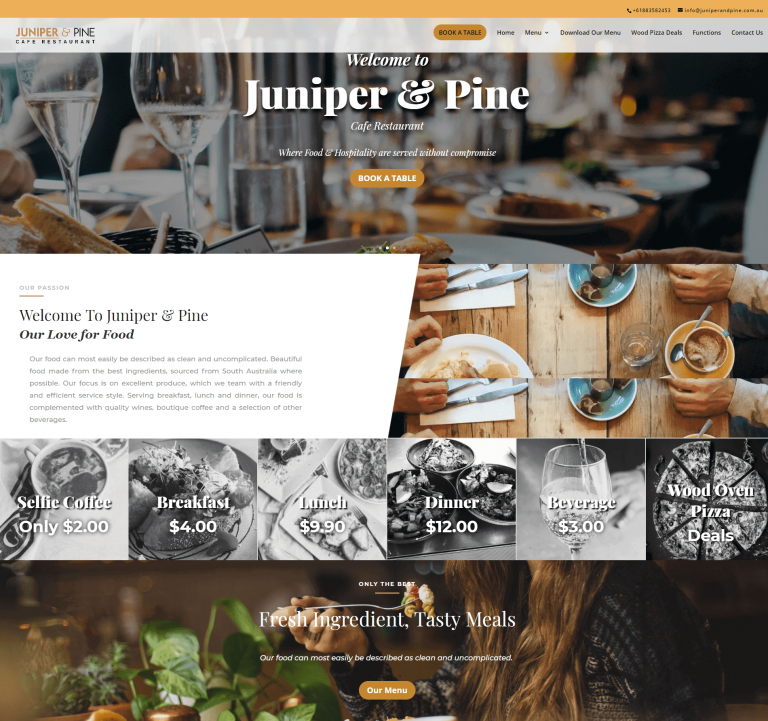 +61883582453 info@juniperandpine.com.au
JUNIPER & PINE
CAFE RESTAURANT
BOOK A TABLE Home Menu Download Our Menu Wood Pizza Deals Functions Contact Us
Welcome to
Juniper & Pine
Cafe Restaurant
Where Food & Hospitality are served without compromise
BOOK A TABLE
OUR PASSION
Welcome To Juniper & Pine
Our Love for Food
Our food can most easily be described as clean and uncomplicated. Beautiful
food made from the best ingredients, sourced from South Australia where
possible. Our focus is on excellent produce, which we team with a friendly
and efficient service style. Serving breakfast, lunch and dinner, our food is
complemented with quality wines, boutique coffee and a selection of other
beverages.
Selfie Coffee
Only $2.00
Breakfast
$4.00
Lunch
$9.90
Dinner
$12.00
Beverage
$3.00
Wood Oven
Pizza
Deals
ONLY THE BEST
Fresh Ingredient, Tasty Meals
Our food can most easily be described as clean and uncomplicated.
Our Menu